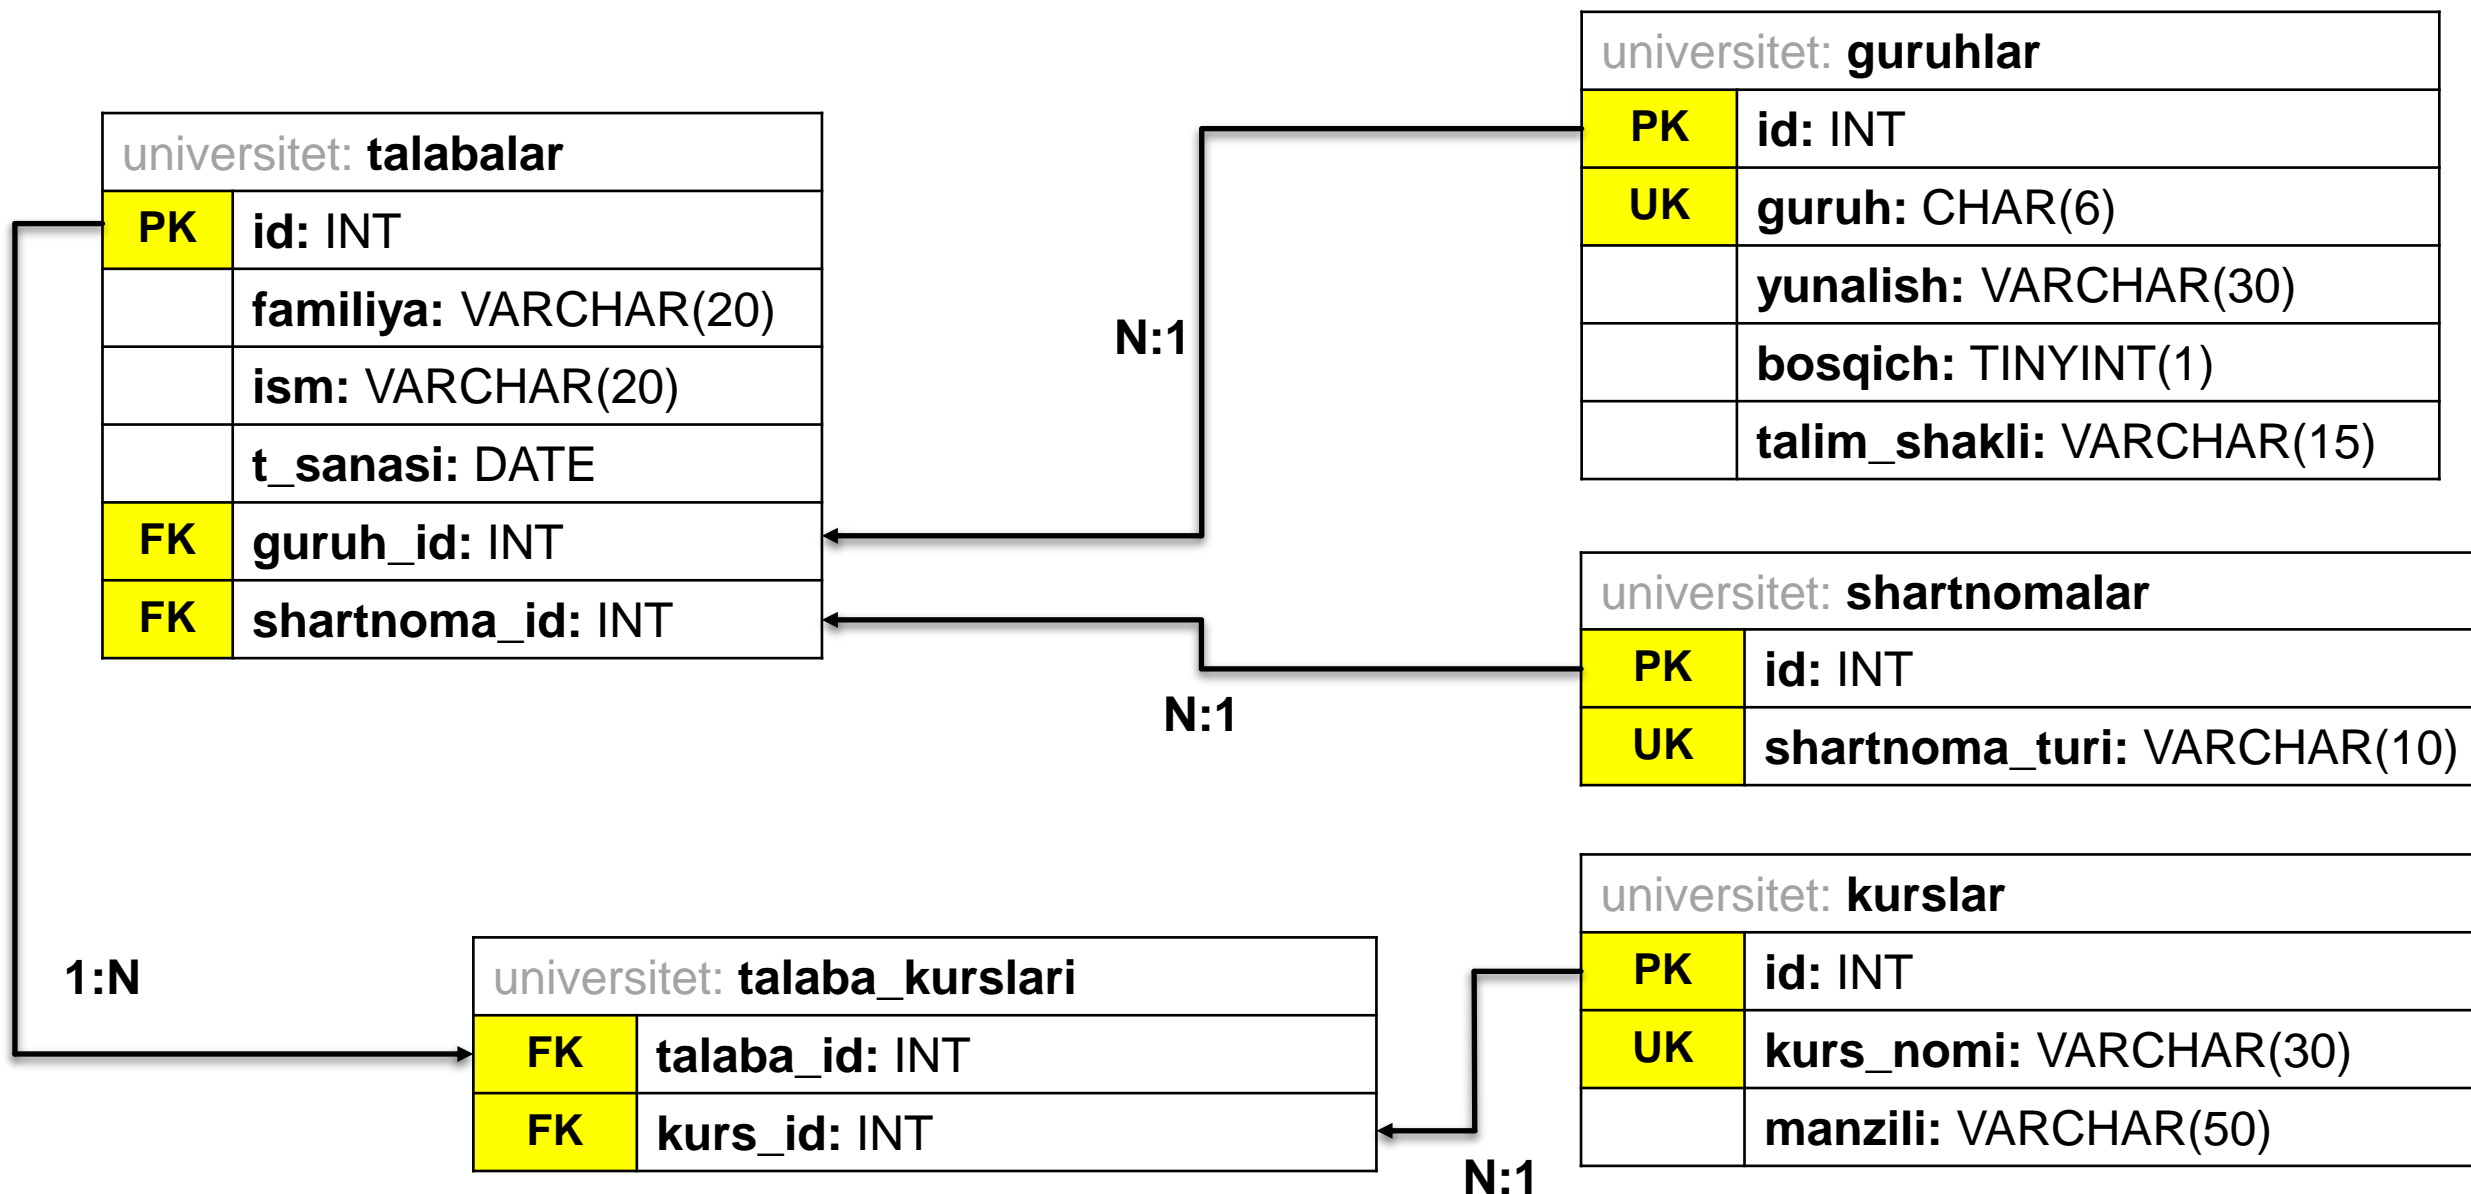 universitet: talabalar
PK id: INT
familiya: VARCHAR(20)
ism: VARCHAR(20)
t_sanasi: DATE
FK guruh_id: INT
FK shartnoma_id: INT
N:1
universitet: guruhlar
PK id: INT
UK guruh: CHAR(6)
yunalish: VARCHAR(30)
bosqich: TINYINT(1)
talim_shakli: VARCHAR(15)
N:1
universitet: shartnomalar
PK id: INT
UK shartnoma_turi: VARCHAR(10)
1:N
universitet: talaba_kurslari
FK talaba_id: INT
FK kurs_id: INT
N:1
universitet: kurslar
PK id: INT
UK kurs_nomi: VARCHAR(30)
manzili: VARCHAR(50)